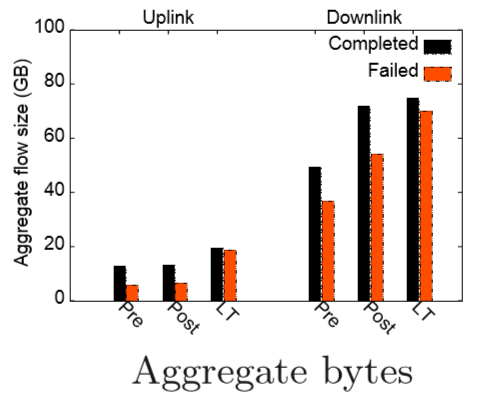 Uplink Downlink
100
80
60
40
20
0
Aggregate flow size (GB)
Completed
Failed
Pre Post LT Pre Post LT
Aggregate bytes